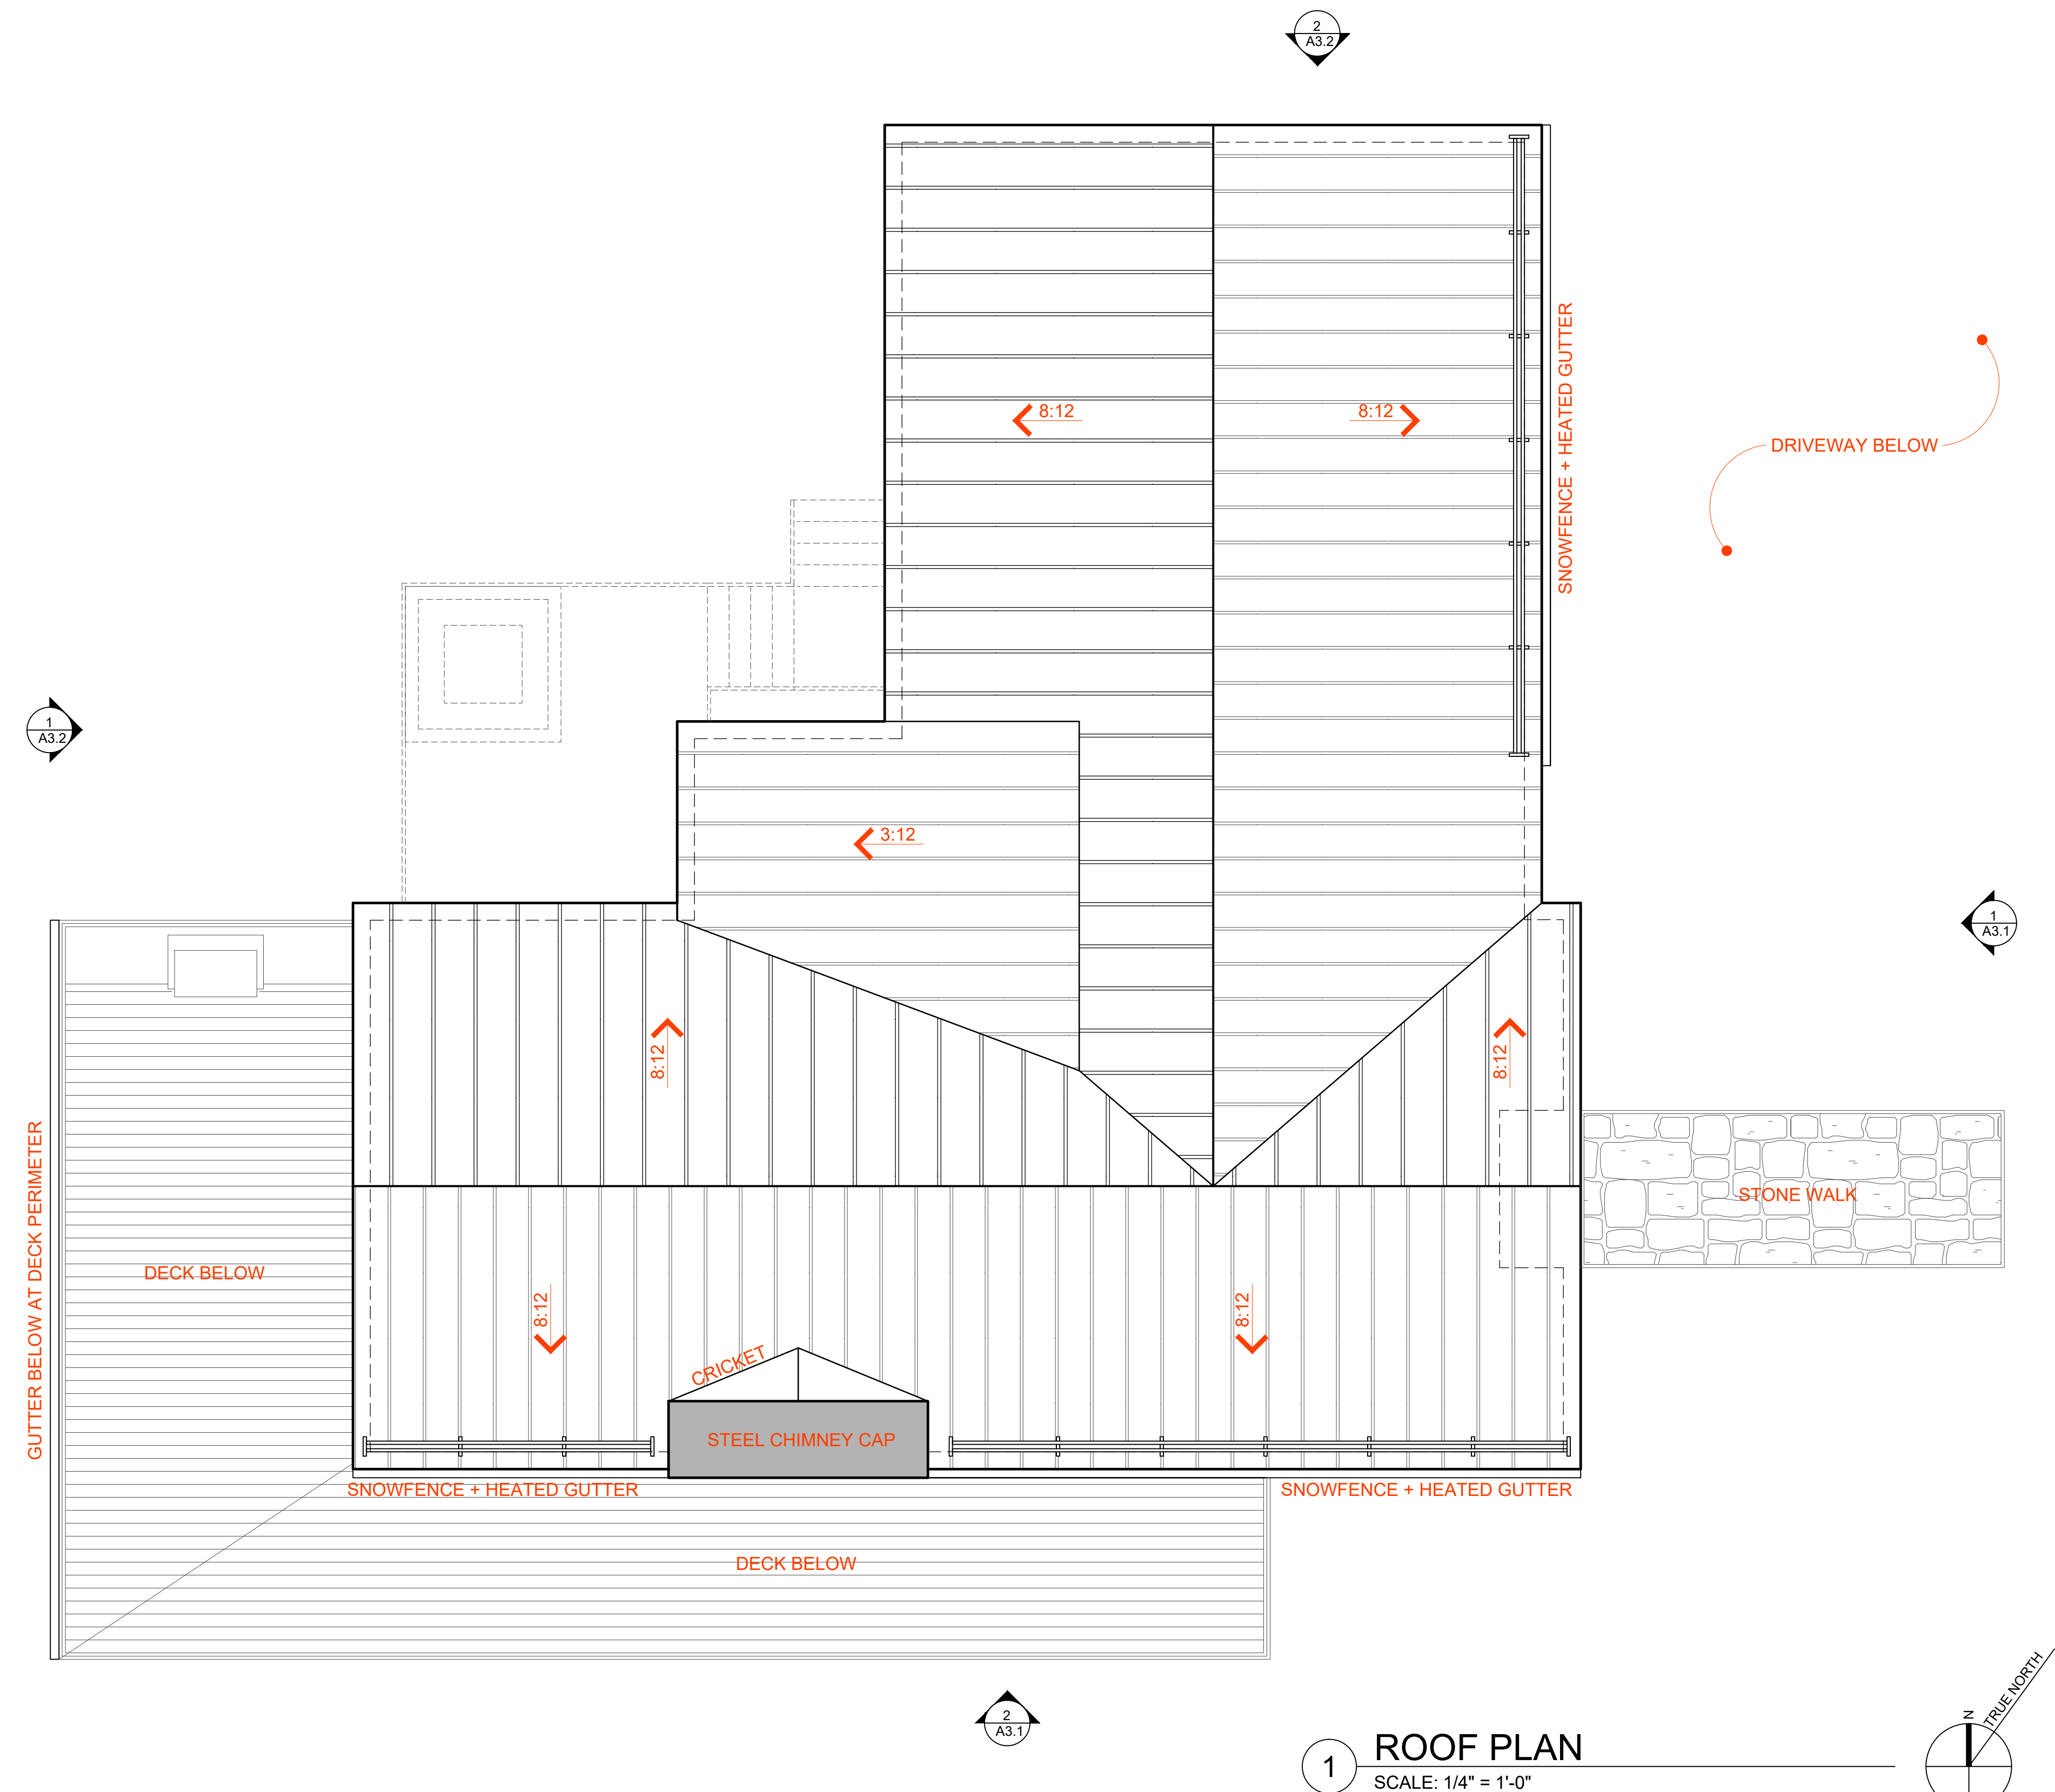 2
A3.2
SNOWFENCE + HEATED GUTTER
8:12
8:12
DRIVEWAY BELOW
1
A3.2
3:12
1
A3.1
8:12
8:12
GUTTER BELOW AT DECK PERIMETER
STONE WALK
DECK BELOW
8:12
8:12
CRICKET
STEEL CHIMNEY CAP
SNOWFENCE + HEATED GUTTER
SNOWFENCE + HEATED GUTTER
DECK BELOW
2
A3.1
1
ROOF PLAN
SCALE: 1/4" = 1'-0"
N
TRUE NORTH